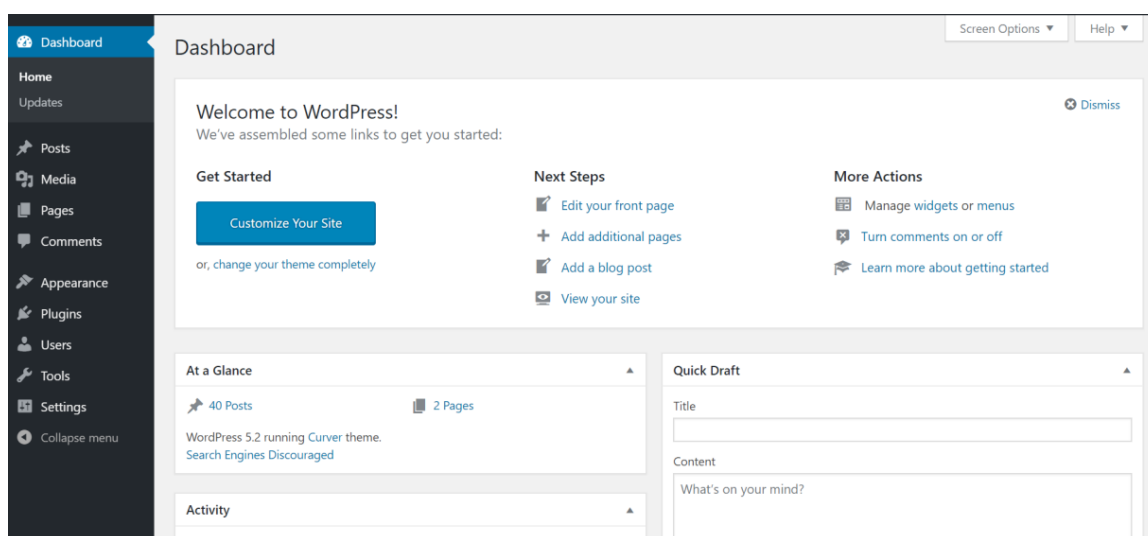 Dashboard
Home
Updates
Posts
Media
Pages
Comments
Appearance
Plugins
Users
Tools
Settings
Collapse menu
Screen Options
Help
Dashboard
Welcome to WordPress!
Dismiss
We've assembled some links to get you started:
Get Started
Customize Your Site
or, change your theme completely
Next Steps
Edit your front page
Add additional pages
Add a blog post
View your site
More Actions
Manage widgets or menus
Turn comments on or off
Learn more about getting started
At a Glance
40 Posts
2 Pages
WordPress 5.2 running Curver theme.
Search Engines Discouraged
Activity
Quick Draft
Title
Content
What's on your mind?